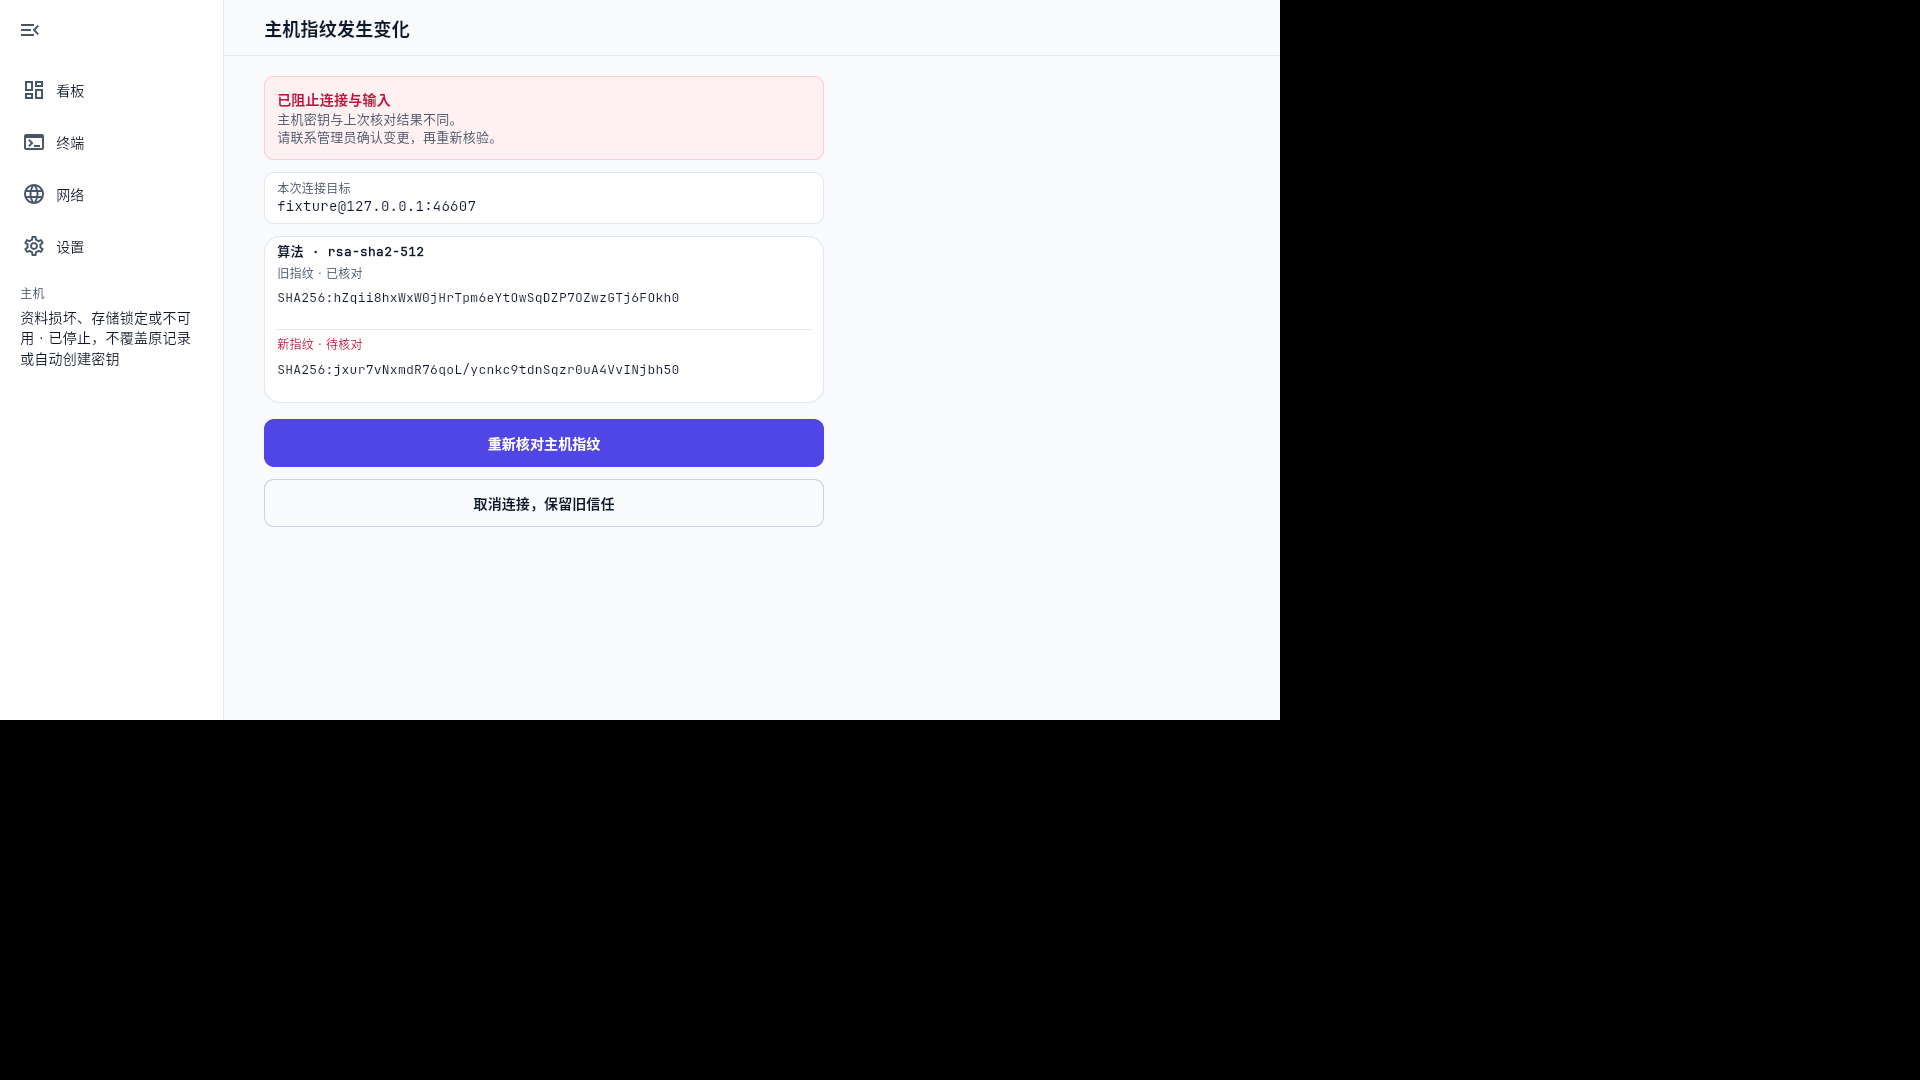 主机指纹发生变化
看板
终端
网络
设置
主机
资料损坏、存储锁定或不可
用 · 已停止，不覆盖原记录
或自动创建密钥
已阻止连接与输入
主机密钥与上次核对结果不同。
请联系管理员确认变更，再重新核验。
本次连接目标
fixture@127.0.0.1:46607
算法 · rsa-sha2-512
旧指纹 · 已核对
SHA256:hZqii8hxWxW0jHrTpm6eYtOwSqDZP7OZwzGTj6FOkh0
新指纹 · 待核对
SHA256:jxur7vNxmdR76qoL/ycnkc9tdnSqzr0uA4VvINjbh50
重新核对主机指纹
取消连接，保留旧信任